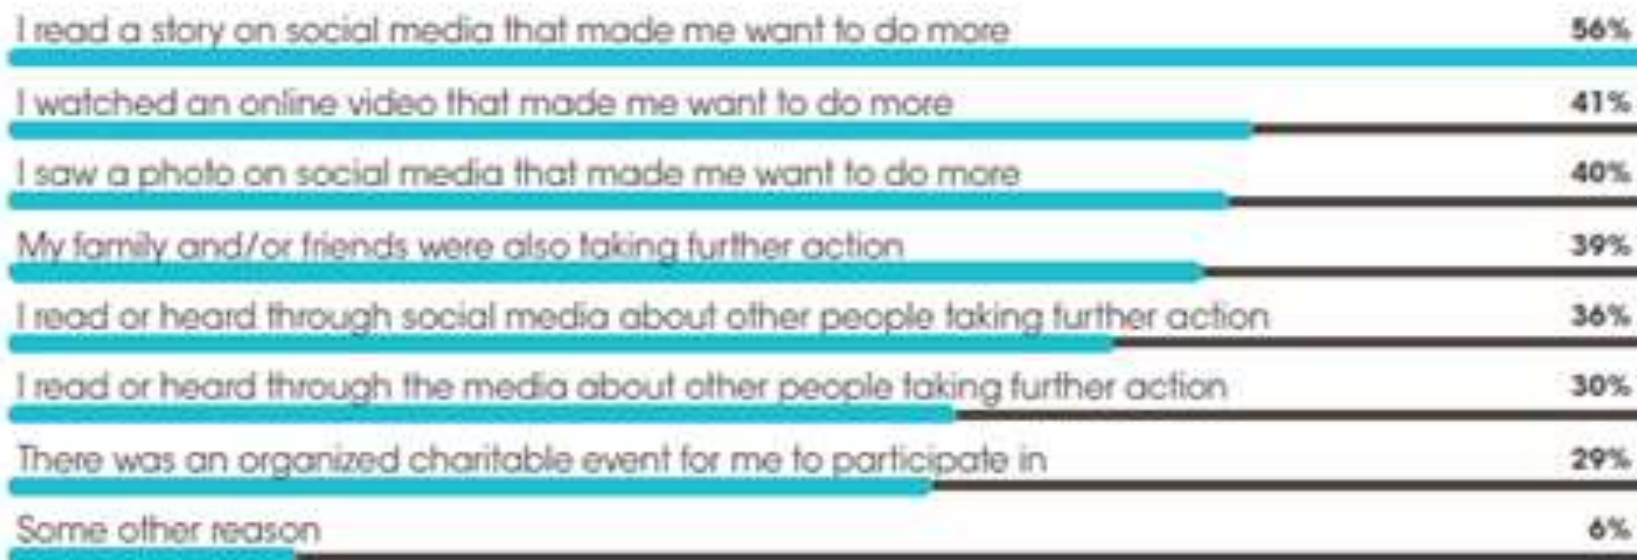 I read a story on social media that made me want to do more 56%
I watched an online video that made me want to do more 41%
I saw a photo on social media that made me want to do more 40%
My family and/or friends were also taking further action 39%
I read or heard through social media about other people taking further action 36%
I read or heard through the media about other people taking further action 30%
There was an organized charitable event for me to participate in 29%
Some other reason 6%